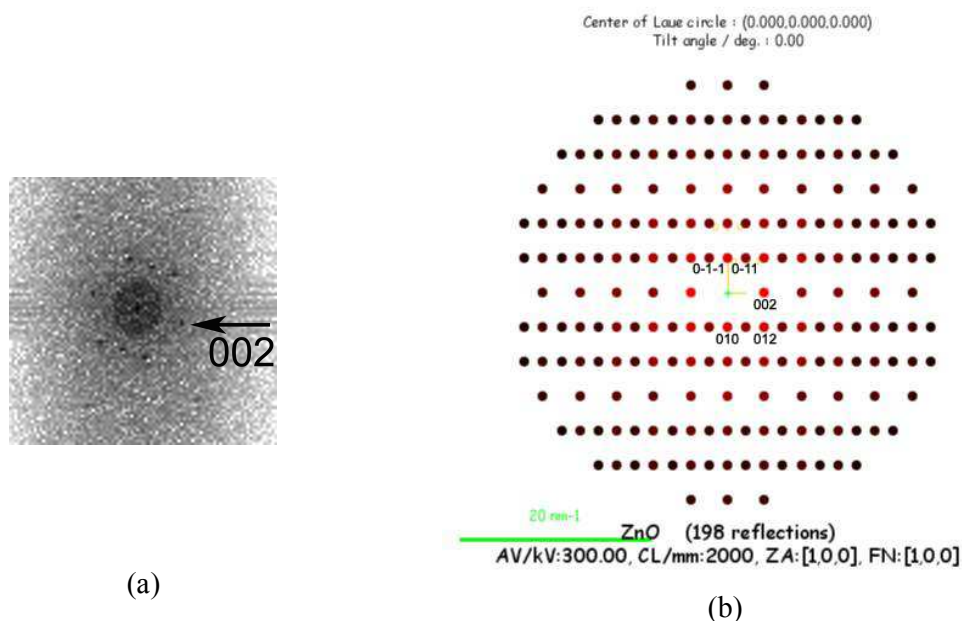 Center of Laue circle : (0.000,0.000,0.000)
Tilt angle / deg. : 0.00
002
0-1-1 0-11
002
010 012
20 nm-1
ZnO (198 reflections)
AV/kV:300.00, CL/mm:2000, ZA:[1,0,0], FN:[1,0,0]
(a)
(b)